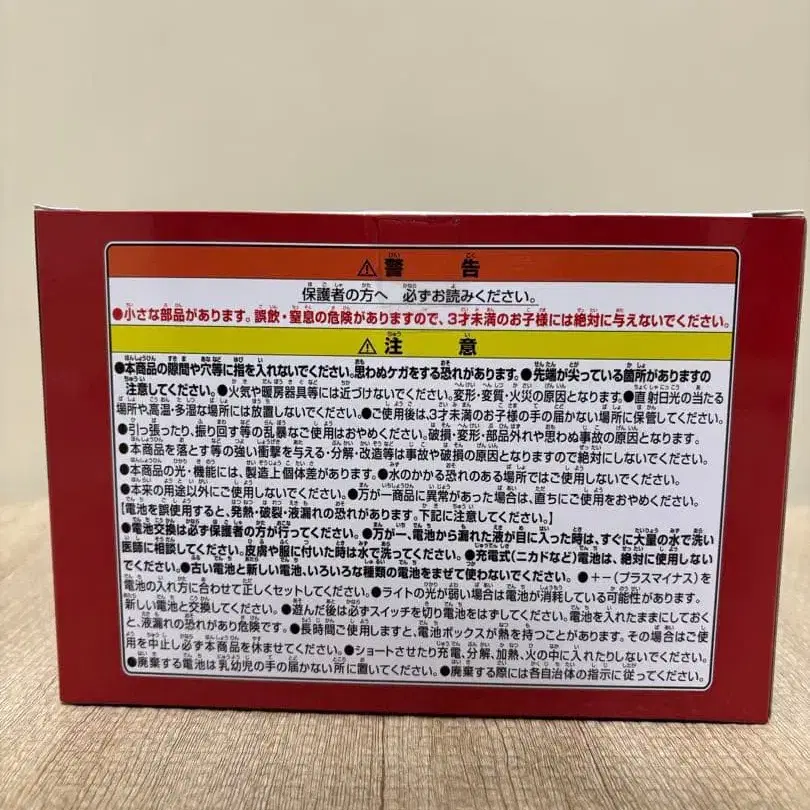 ⚠警告
保護者の方へ 必ずお読みください。
●小さな部品があります。誤飲・窒息の危険がありますので、3才未満のお子様には絶対に与えないでください。
⚠注意
●本商品の隙間や穴等に指を入れないでください。思わぬケガをする恐れがあります。●先端が尖っている箇所がありますの
注意してください。●火気や暖房器具等には近づけないでください。変形・変質・火災の原因となります。●直射日光の当たる
場所や高温・多湿な場所には放置しないでください。●ご使用後は、3才未満のお子様の手の届かない場所に保管してください。
●引っ張ったり、振り回す等の乱暴なご使用はおやめください。破損・変形・部品外れや思わぬ事故の原因となります。
●本商品を落とす等の強い衝撃を与える・分解・改造等は事故や破損の原因となりますので絶対にしないでください。
●本商品の光・機能には、製造上個体差があります。●水のかかる恐れのある場所ではご使用しないでください。
●本来の用途以外にご使用しないでください。●万が一商品に異常があった場合は、直ちにご使用をおやめください。
【電池を誤使用すると、発熱・破裂・液漏れの恐れがあります。下記に注意してください。】
●電池交換は必ず保護者の方が行ってください。●万が一、電池から漏れた液が目に入った時は、すぐに大量の水で洗い
医師に相談してください。皮膚や服に付いた時は水で洗ってください。●充電式(ニカドなど)電池は、絶対に使用しない
でください。●古い電池と新しい電池、いろいろな種類の電池をまぜて使わないでください。●+−(プラスマイナス)を
電池の入れ方に合わせて正しくセットしてください。●ライトの光が弱い場合は電池が消耗している可能性があります。
新しい電池と交換してください。●遊んだ後は必ずスイッチを切り電池をはずしてください。電池を入れたままにしておく
と、液漏れの恐れがあり危険です。●長時間ご使用しますと、電池ボックスが熱を持つことがあります。その場合はご使
用を中止し必ず本商品を休ませてください。●ショートさせたり充電、分解、加熱、火の中に入れたりしないでください。
●廃棄する電池は乳幼児の手の届かない所に置いてください。●廃棄する際には各自治体の指示に従ってください。